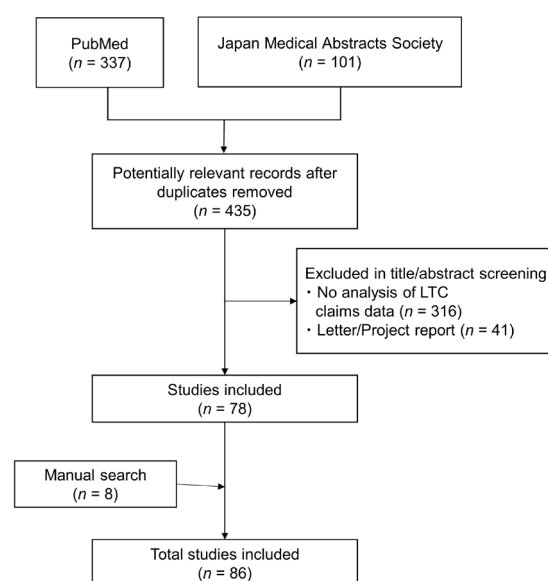 PubMed
(n = 337)
Japan Medical Abstracts Society
(n = 101)
Potentially relevant records after
duplicates removed
(n = 435)
Excluded in title/abstract screening
・No analysis of LTC
claims data (n = 316)
・Letter/Project report (n = 41)
Studies included
(n = 78)
Manual search
(n = 8)
Total studies included
(n = 86)